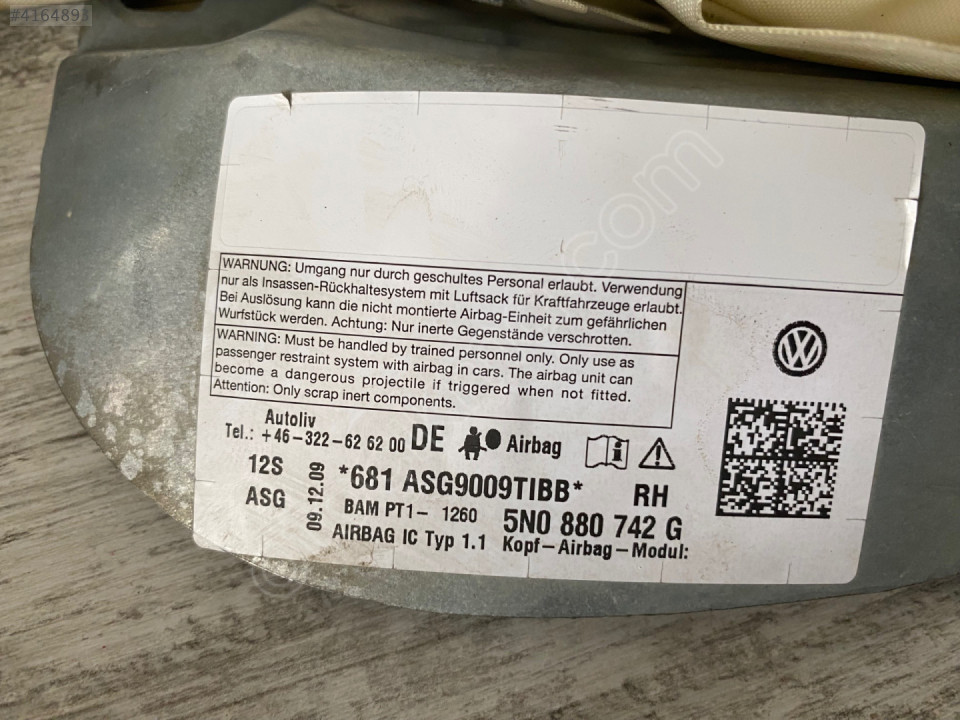 #4164893
.com
WARNUNG: Umgang nur durch geschultes Personal erlaubt. Verwendung
nur als Insassen-Rückhaltesystem mit Luftsack für Kraftfahrzeuge erlaubt.
Bei Auslösung kann die nicht montierte Airbag-Einheit zum gefährlichen
Wurfstück werden. Achtung: Nur inerte Gegenstände verschrotten.
WARNING: Must be handled by trained personnel only. Only use as
passenger restraint system with airbag in cars. The airbag unit can
become a dangerous projectile if triggered when not fitted.
Attention: Only scrap inert components.
Autoliv
Tel.: +46-322-62 62 00 DE Airbag
12S
ASG
09.12.09
*681 ASG9009TIBB* RH
BAM PT1- 1260 5N0 880 742 G
AIRBAG IC Typ 1.1 Kopf-Airbag-Modul: